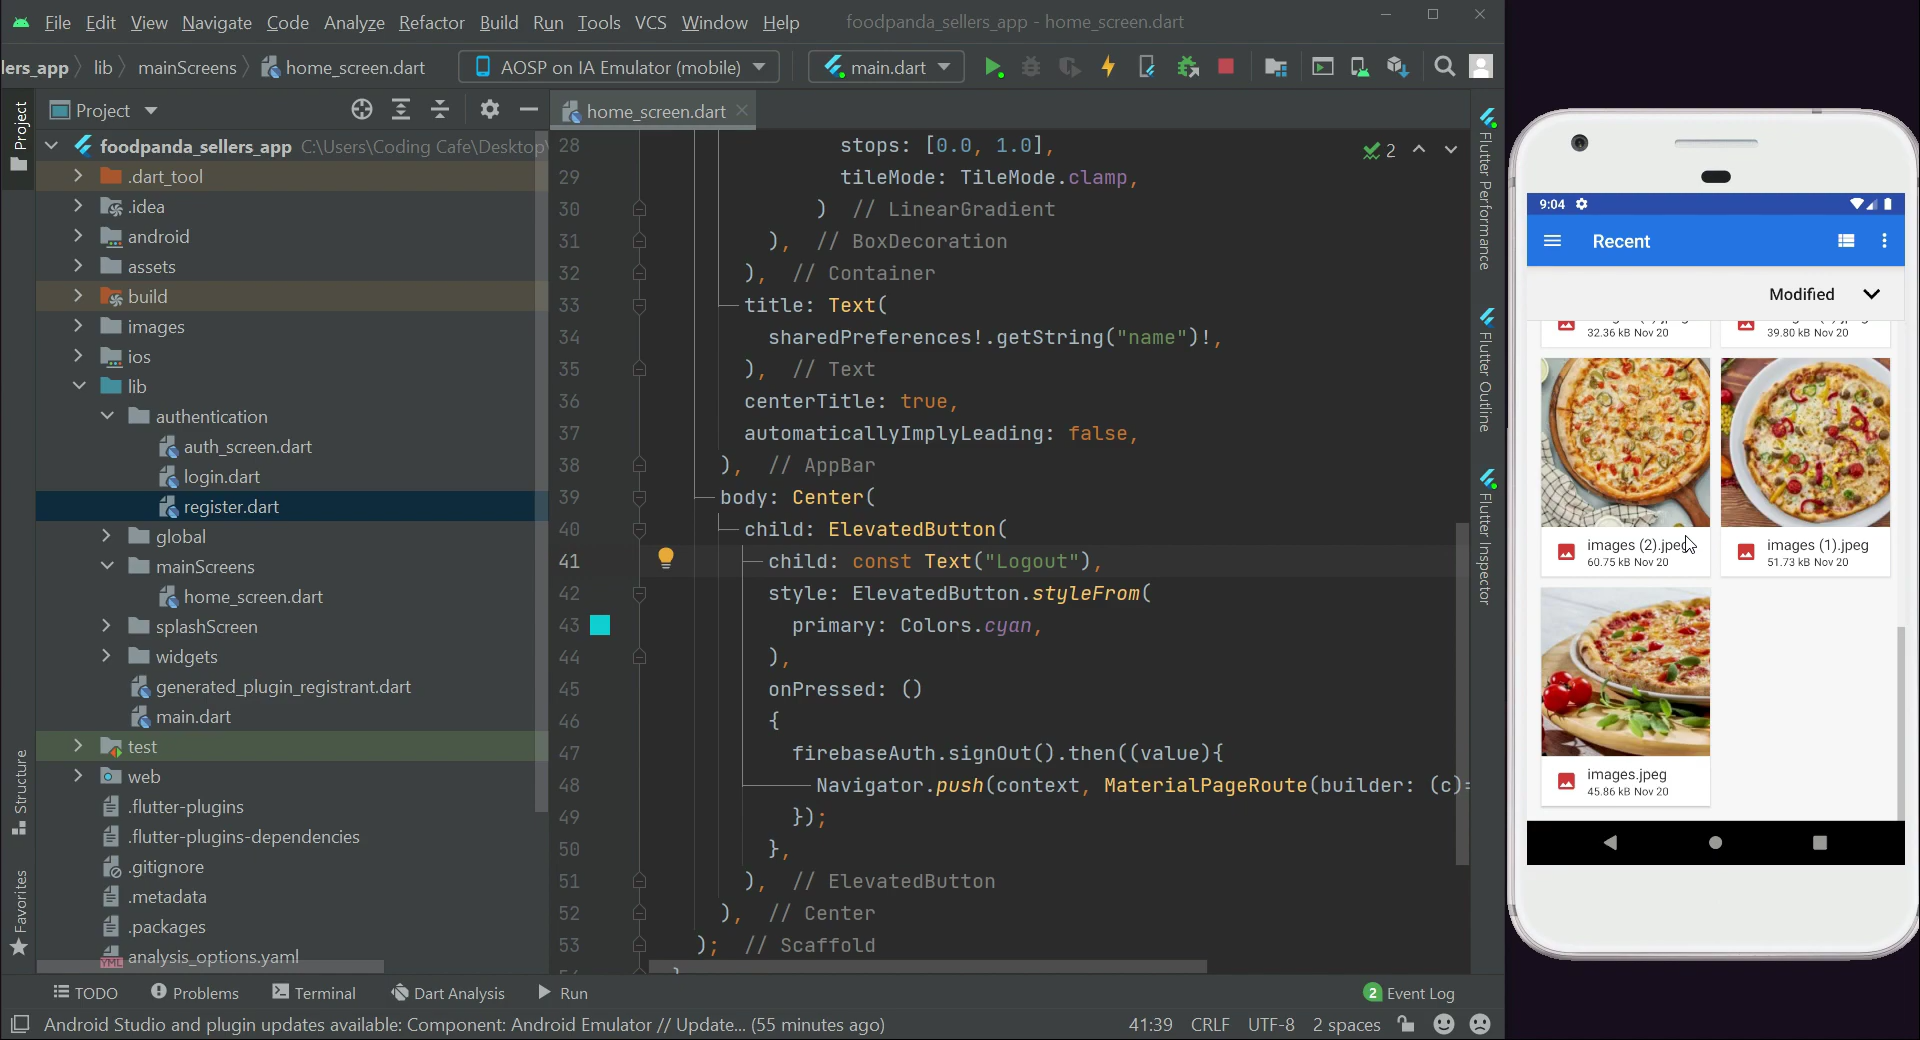 File Edit View Navigate Code Analyze Refactor Build Run Tools VCS Window Help foodpanda_sellers_app - home_screen.dart
lers_app lib mainScreens home_screen.dart AOSP on IA Emulator (mobile) main.dart
Project
Project
home_screen.dart
foodpanda_sellers_app C:\Users\Coding Cafe\Desktop\
.dart_tool
.idea
android
assets
build
images
ios
lib
authentication
auth_screen.dart
login.dart
register.dart
global
mainScreens
home_screen.dart
splashScreen
widgets
generated_plugin_registrant.dart
main.dart
test
web
.flutter-plugins
.flutter-plugins-dependencies
.gitignore
.metadata
.packages
analysis_options.yaml
Structure
Favorites
28 stops: [0.0, 1.0],
2
29 tileMode: TileMode.clamp,
30 ) // LinearGradient
31 ), // BoxDecoration
32 ), // Container
33 title: Text(
34 sharedPreferences!.getString("name")!,
35 ), // Text
36 centerTitle: true,
37 automaticallyImplyLeading: false,
38 ), // AppBar
39 body: Center(
40 child: ElevatedButton(
41 child: const Text("Logout"),
42 style: ElevatedButton.styleFrom(
43 primary: Colors.cyan,
44 ),
45 onPressed: ()
46 {
47 firebaseAuth.signOut().then((value){
48 Navigator.push(context, MaterialPageRoute(builder: (c)=
49 });
50 },
51 ), // ElevatedButton
52 ), // Center
53 ); // Scaffold
Flutter Performance
Flutter Outline
Flutter Inspector
TODO Problems Terminal Dart Analysis Run 2 Event Log
Android Studio and plugin updates available: Component: Android Emulator // Update... (55 minutes ago) 41:39 CRLF UTF-8 2 spaces
9:04
Recent
Modified
32.36 kB Nov 20
39.80 kB Nov 20
images (2).jpeg
60.75 kB Nov 20
images (1).jpeg
51.73 kB Nov 20
images.jpeg
45.86 kB Nov 20